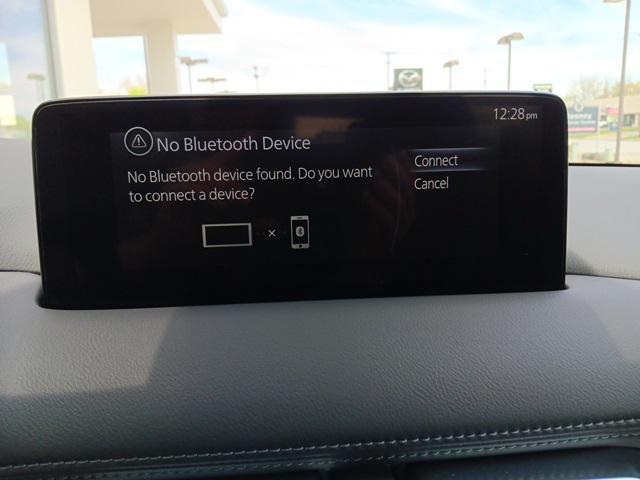 12:28pm
No Bluetooth Device
No Bluetooth device found. Do you want
to connect a device?
Connect
Cancel